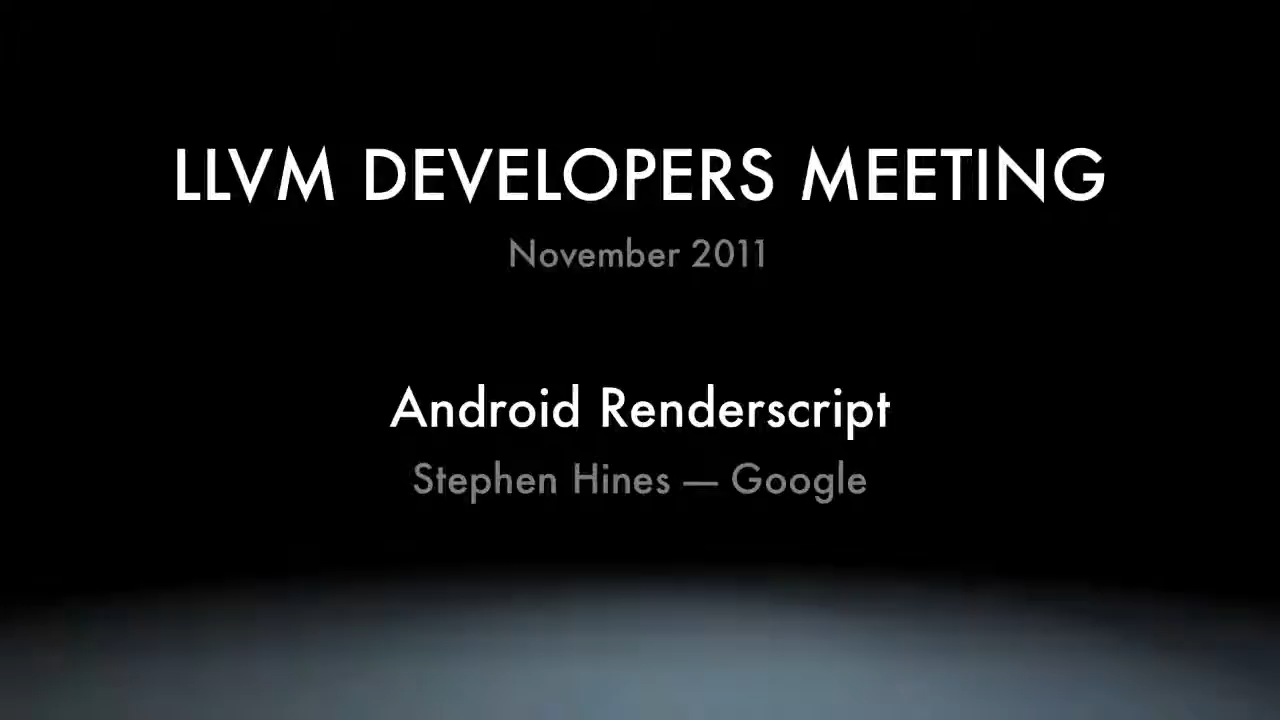 LLVM DEVELOPERS MEETING
November 2011
Android Renderscript
Stephen Hines — Google